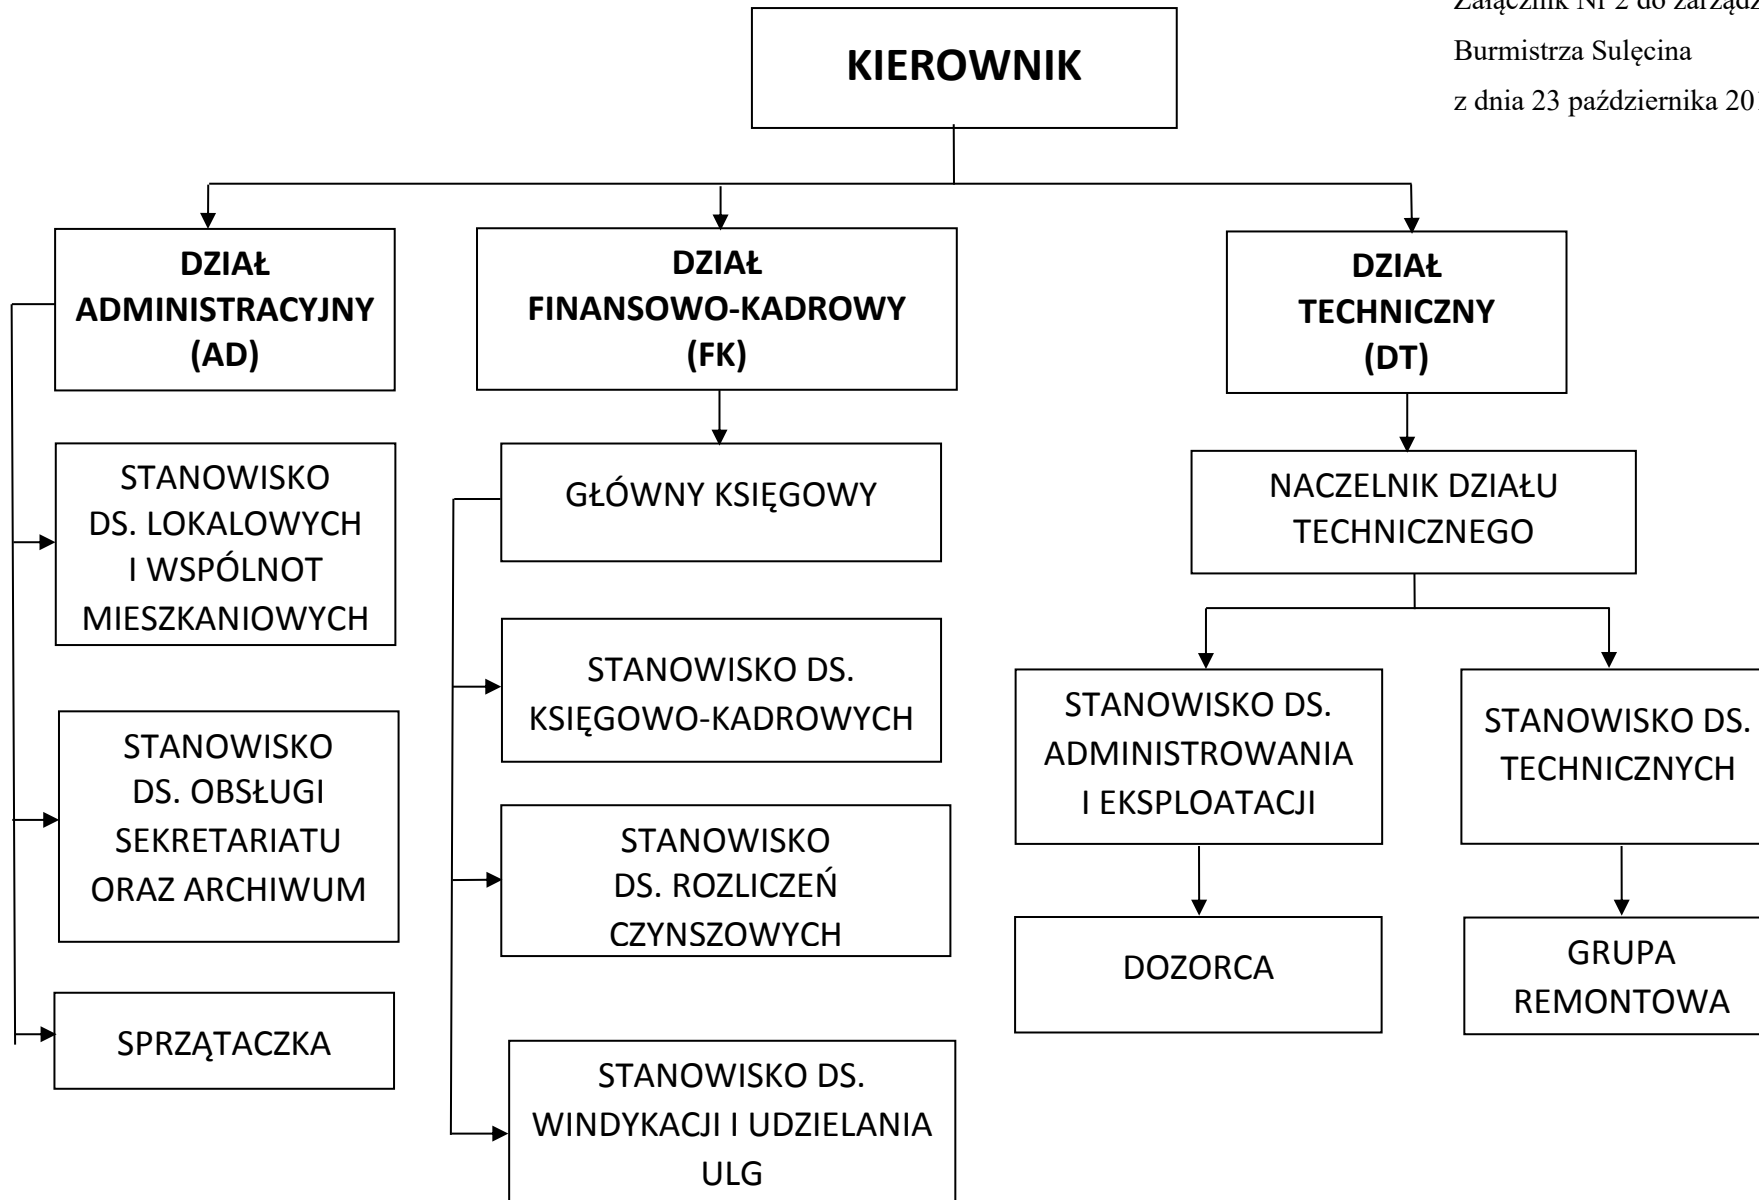 Załącznik Nr 2 do
Burmistrza Sulęcina
z dnia 23 października
KIEROWNIK
DZIAŁ
ADMINISTRACYJNY
(AD)
DZIAŁ
FINANSOWO-KADROWY
(FK)
DZIAŁ
TECHNICZNY
(DT)
STANOWISKO
DS. LOKALOWYCH
I WSPÓLNOT
MIESZKANIOWYCH
STANOWISKO
DS. OBSŁUGI
SEKRETARIATU
ORAZ ARCHIWUM
SPRZĄTACZKA
GŁÓWNY KSIĘGOWY
STANOWISKO DS.
KSIĘGOWO-KADROWYCH
STANOWISKO
DS. ROZLICZEŃ
CZYNSZOWYCH
STANOWISKO DS.
WINDYKACJI I UDZIELANIA
ULG
NACZELNIK DZIAŁU
TECHNICZNEGO
STANOWISKO DS.
ADMINISTROWANIA
I EKSPLOATACJI
DOZORCA
STANOWISKO DS.
TECHNICZNYCH
GRUPA
REMONTOWA